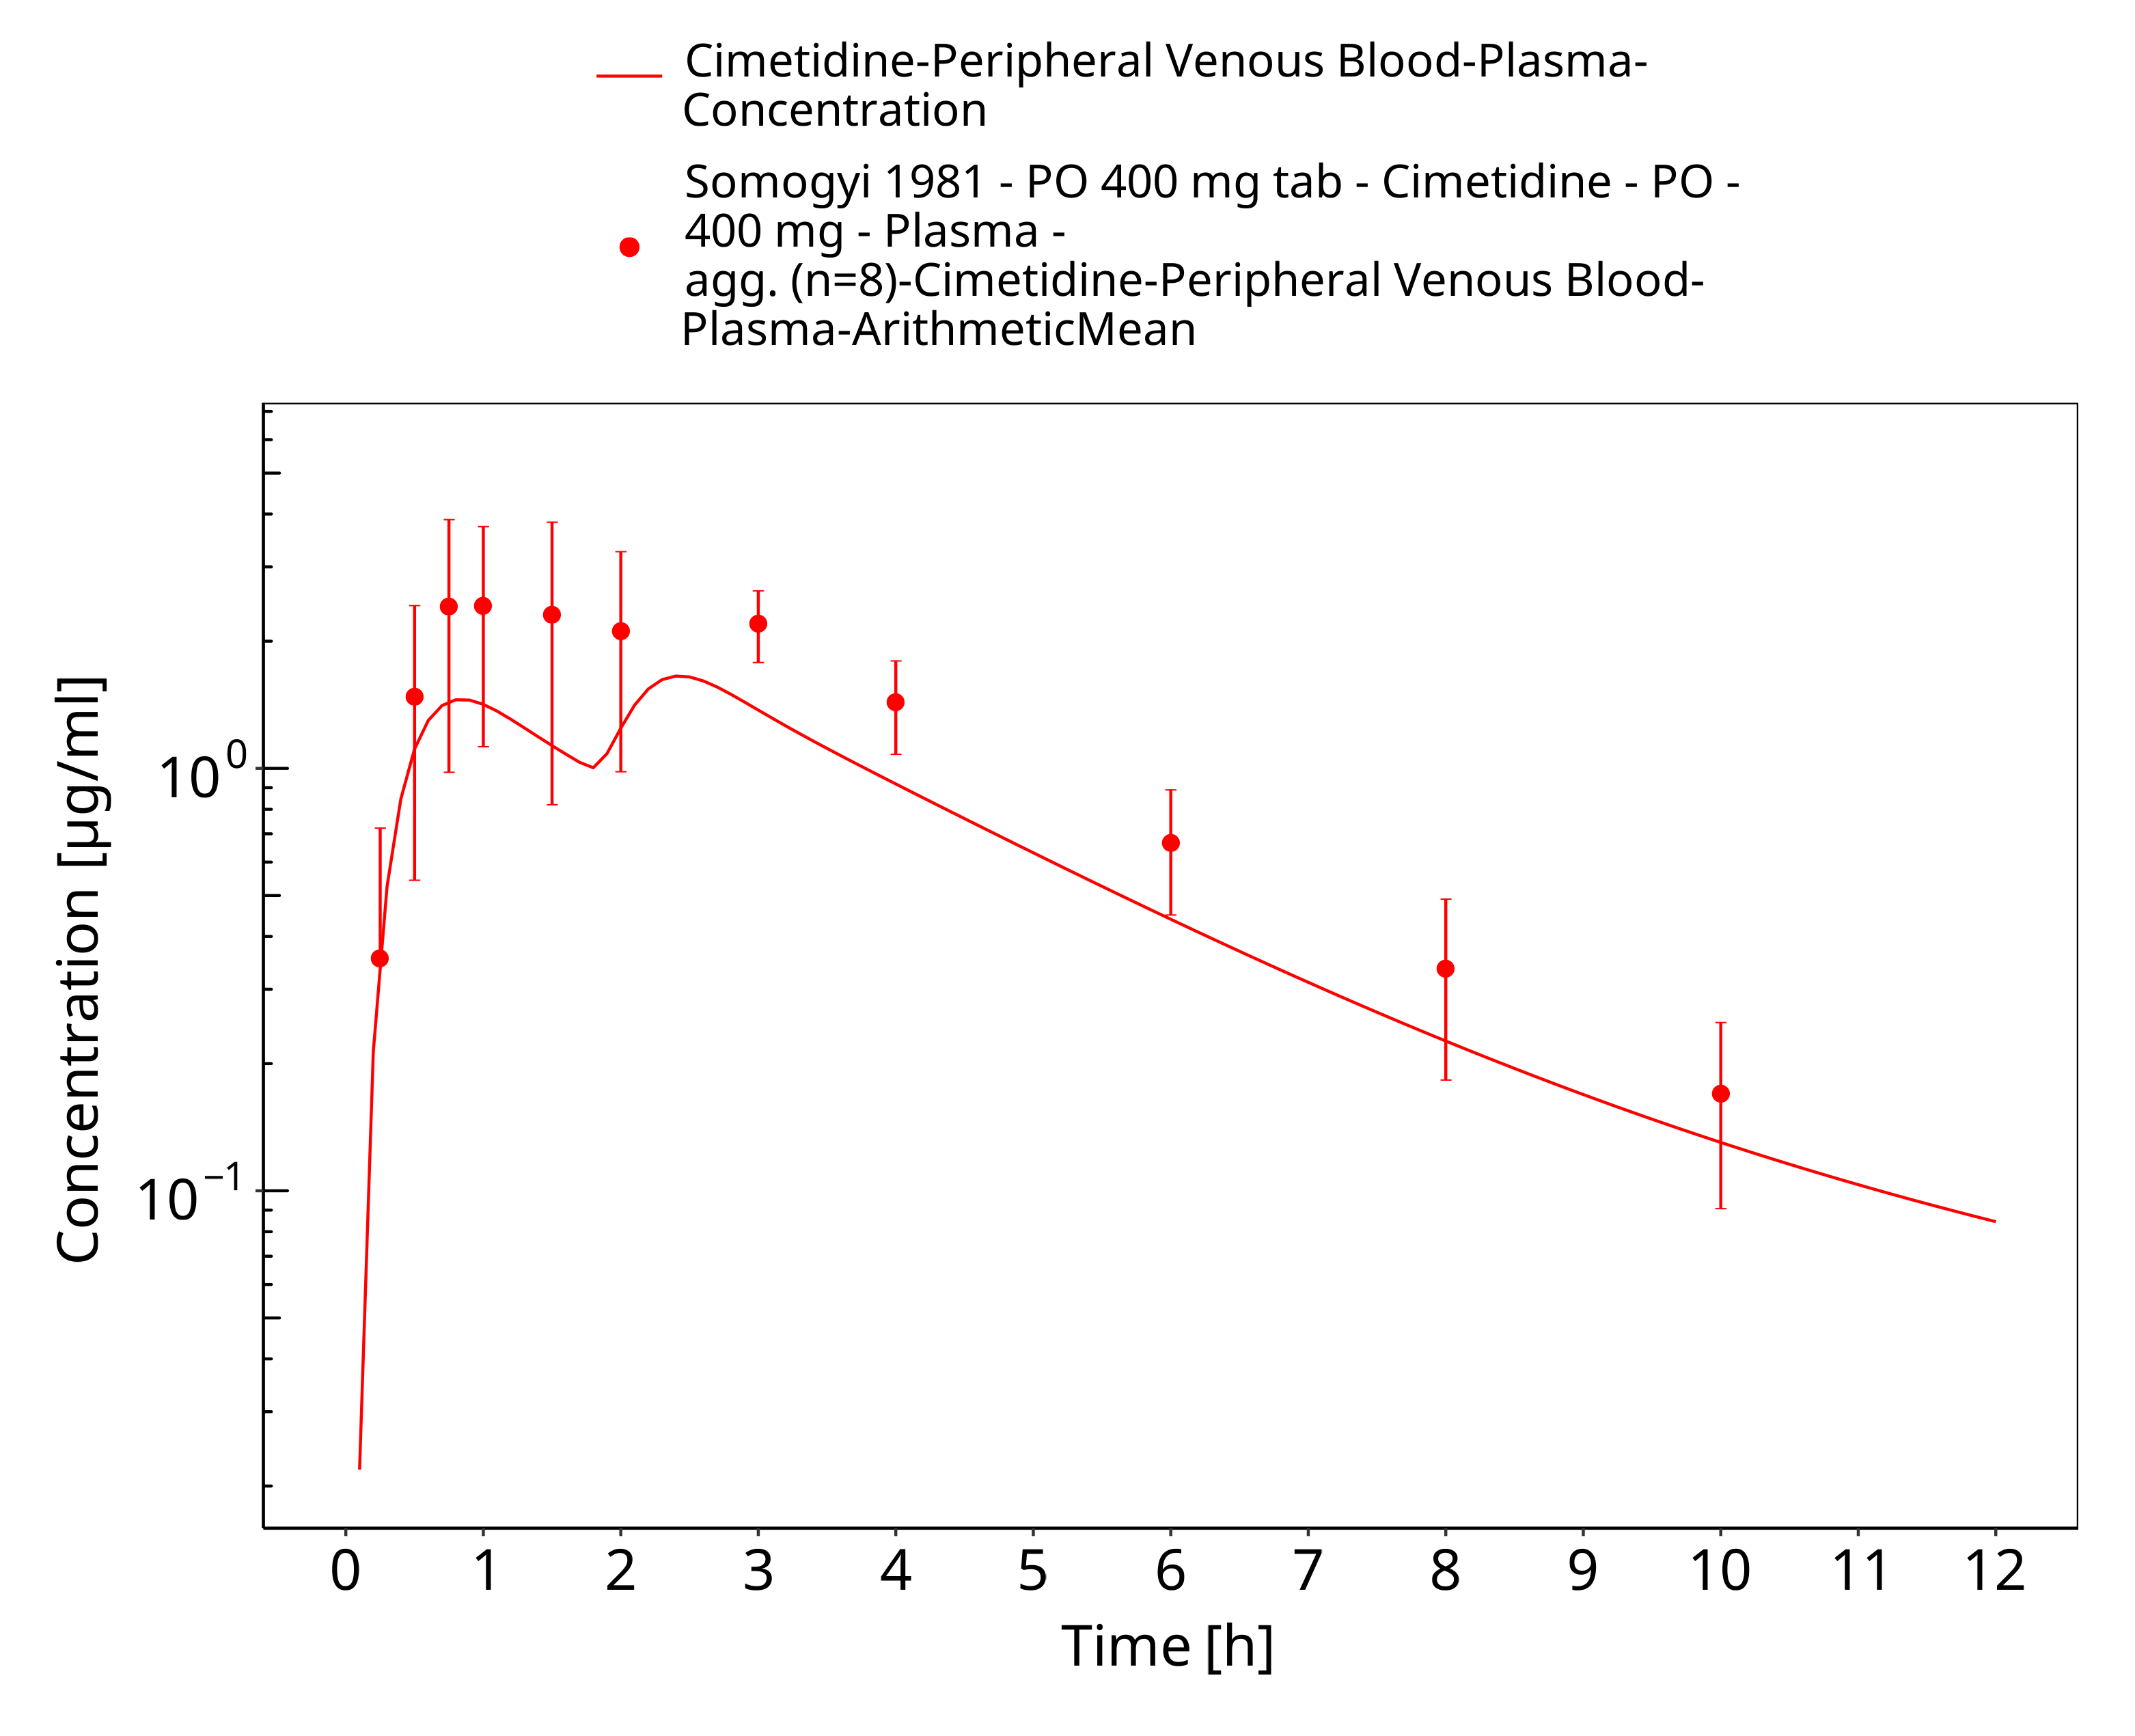 Cimetidine-Peripheral Venous Blood-Plasma-
Concentration
Somogyi 1981 - PO 400 mg tab - Cimetidine - PO -
400 mg - Plasma -
agg. (n=8)-Cimetidine-Peripheral Venous Blood-
Plasma-ArithmeticMean
Concentration [µg/ml]
10⁰
10⁻¹
0 1 2 3 4 5 6 7 8 9 10 11 12
Time [h]